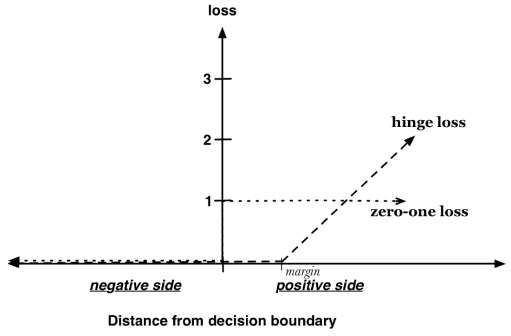 loss
3
hinge loss
2
1
zero-one loss
margin
negative side positive side
Distance from decision boundary